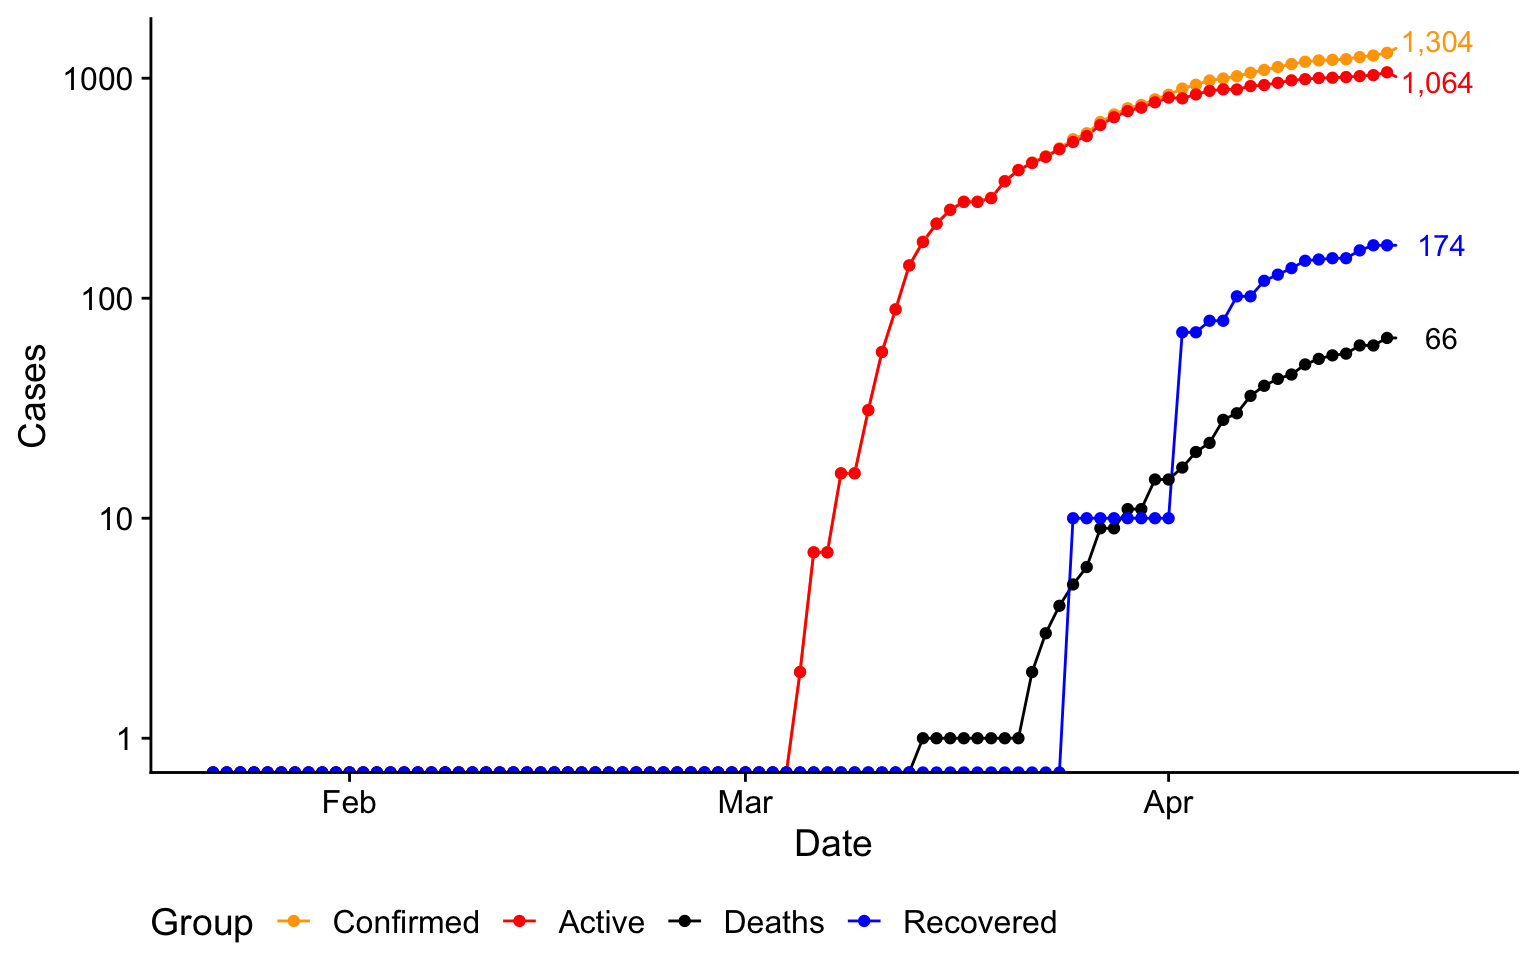 1,304
1000
1,064
174
100
66
Cases
10
1
Feb Mar Apr
Date
Group Confirmed Active Deaths Recovered